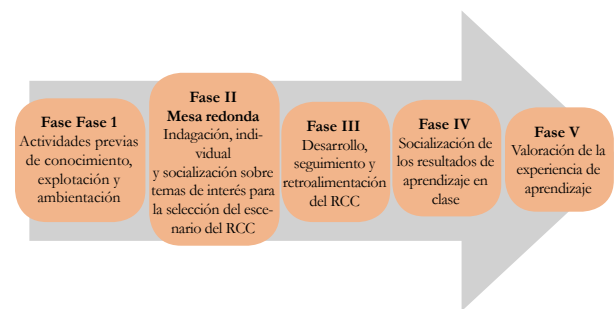 Fase Fase 1
Actividades previas
de conocimiento,
explotación y
ambientación
Fase II
Mesa redonda
Indagación, indi-
vidual
y socialización sobre
temas de interés para
la selección del esce-
nario del RCC
Fase III
Desarrollo,
seguimiento y
retroalimentación
del RCC
Fase IV
Socialización de
los resultados de
aprendizaje en
clase
Fase V
Valoración de la
experiencia de
aprendizaje